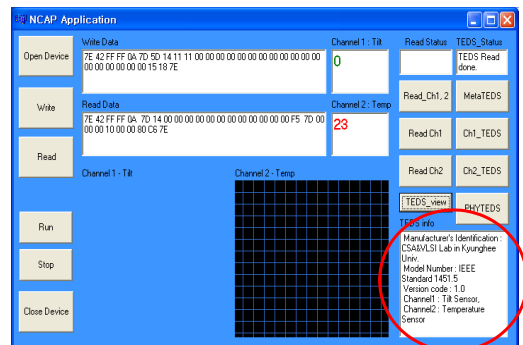 NCAP Application
Open Device
Write
Read
Run
Stop
Close Device
Write Data
7E 42 FF FF 0A 7D 5D 14 11 11 00 00 00 00 00 00 00 00 00 00 00 00 00
00 00 00 00 00 00 15 18 7E
Channel 1 : Tilt
0
Read Data
7E 42 FF FF 0A 7D 14 00 00 00 00 00 00 00 00 00 00 00 F5 7D 00
00 00 10 00 00 80 C6 7E
Channel 2 : Temp
23
Channel 1 - Tilt
Channel 2 - Temp
Read Status
TEDS_Status
TEDS Read
done.
Read_Ch1, 2
MetaTEDS
Read Ch1
Ch1_TEDS
Read Ch2
Ch2_TEDS
TEDS_view
PHYTEDS
TEDS info
Manufacturer's Identification :
CSA&VLSI Lab in Kyunghee
Univ.
Model Number : IEEE
Standard 1451.5
Version code : 1.0
Channel1 : Tilt Sensor,
Channel2 : Temperature
Sensor